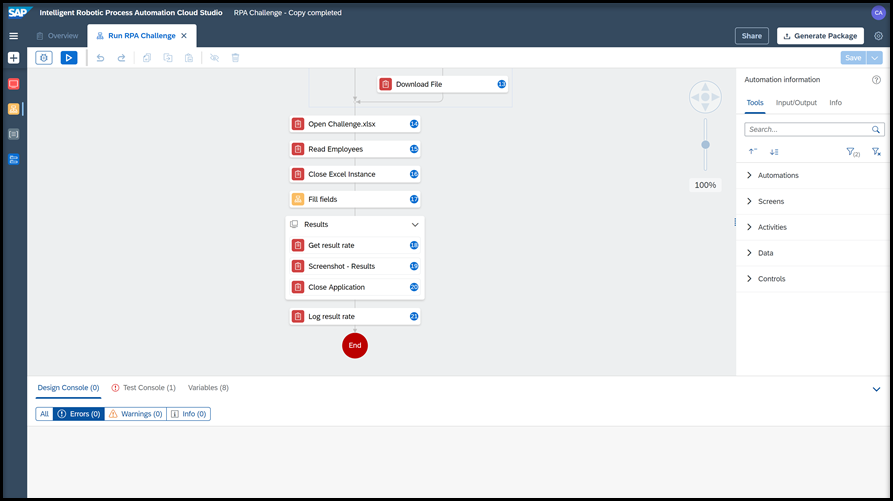 SAP Intelligent Robotic Process Automation Cloud Studio RPA Challenge - Copy completed CA
Overview Run RPA Challenge Share Generate Package
Save
Download File 13
Open Challenge.xlsx 14
Read Employees 15
Close Excel Instance 16
Fill fields 17
Results
Get result rate 18
Screenshot - Results 19
Close Application 20
Log result rate 21
End
100%
Automation information
Tools Input/Output Info
Search...
(2)
Automations
Screens
Activities
Data
Controls
Design Console (0) Test Console (1) Variables (8)
All Errors (0) Warnings (0) Info (0)